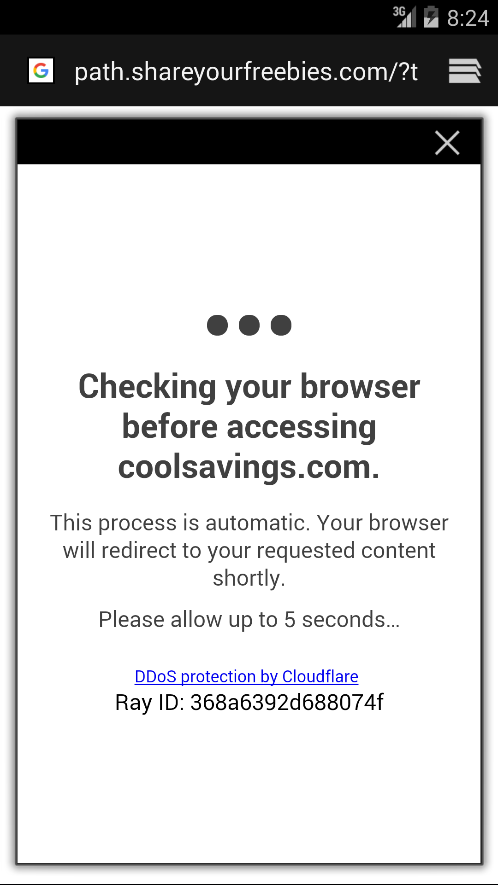 3G 8:24
G path.shareyourfreebies.com/?t
Checking your browser
before accessing
coolsavings.com.
This process is automatic. Your browser
will redirect to your requested content
shortly.
Please allow up to 5 seconds…
DDoS protection by Cloudflare
Ray ID: 368a6392d688074f